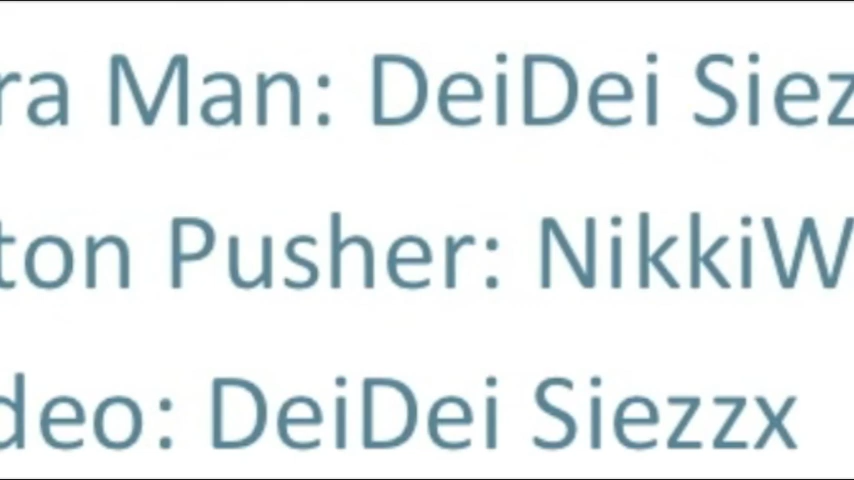 ra Man: DeiDei Siez
ton Pusher: NikkiW
deo: DeiDei Siezzx